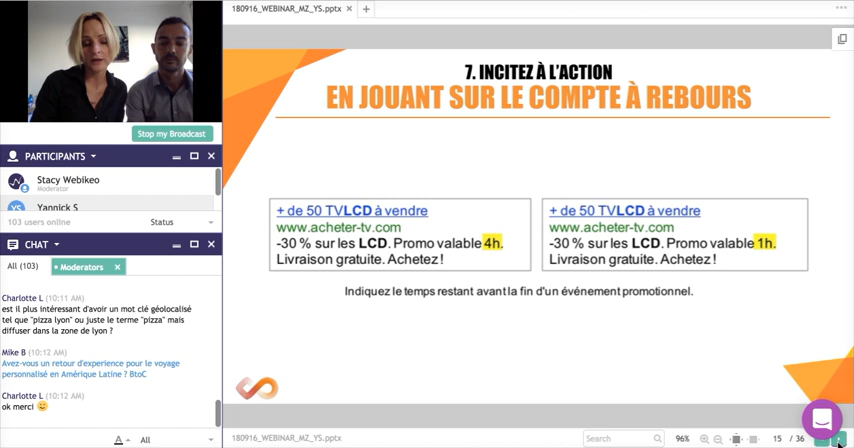 180916_WEBINAR_MZ_YS.pptx
Stop my Broadcast
PARTICIPANTS
Stacy Webikeo
Moderator
YS Yannick S
103 users online Status
CHAT
All (103) • Moderators
Charlotte L (10:11 AM)
est il plus intéressant d'avoir un mot clé géolocalisé
tel que "pizza lyon" ou juste le terme "pizza" mais
diffuser dans la zone de lyon ?
Mike B (10:12 AM)
Avez-vous un retour d'experience pour le voyage
personnalisé en Amérique Latine ? BtoC
Charlotte L (10:12 AM)
ok merci
A All
7. INCITEZ À L'ACTION
EN JOUANT SUR LE COMPTE À REBOURS
+ de 50 TVLCD à vendre
www.acheter-tv.com
-30 % sur les LCD. Promo valable 4h.
Livraison gratuite. Achetez !
+ de 50 TVLCD à vendre
www.acheter-tv.com
-30 % sur les LCD. Promo valable 1h.
Livraison gratuite. Achetez !
Indiquez le temps restant avant la fin d'un événement promotionnel.
180916_WEBINAR_MZ_YS.pptx
Search
96%
15 / 36